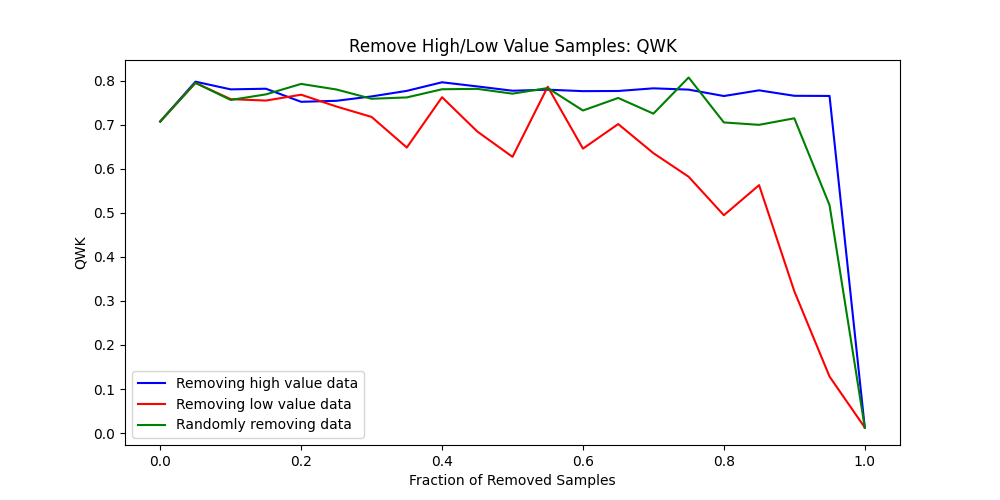 Remove High/Low Value Samples: QWK
QWK
0.8
0.7
0.6
0.5
0.4
0.3
0.2
0.1
0.0
Removing high value data
Removing low value data
Randomly removing data
0.0 0.2 0.4 0.6 0.8 1.0
Fraction of Removed Samples